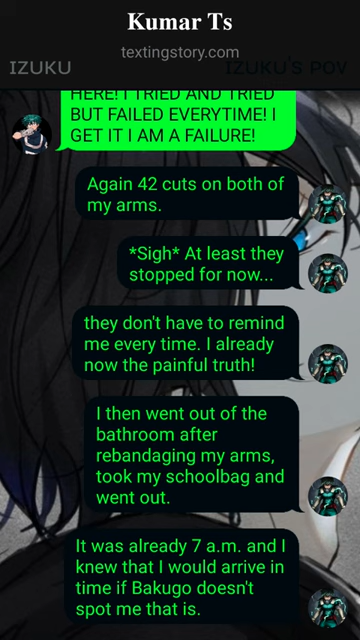 Kumar Ts
textingstory.com
IZUKU
IZUKU'S POV
HERE! I TRIED AND TRIED
BUT FAILED EVERYTIME! I
GET IT I AM A FAILURE!
Again 42 cuts on both of
my arms.
*Sigh* At least they
stopped for now...
they don't have to remind
me every time. I already
now the painful truth!
I then went out of the
bathroom after
rebandaging my arms,
took my schoolbag and
went out.
It was already 7 a.m. and I
knew that I would arrive in
time if Bakugo doesn't
spot me that is.